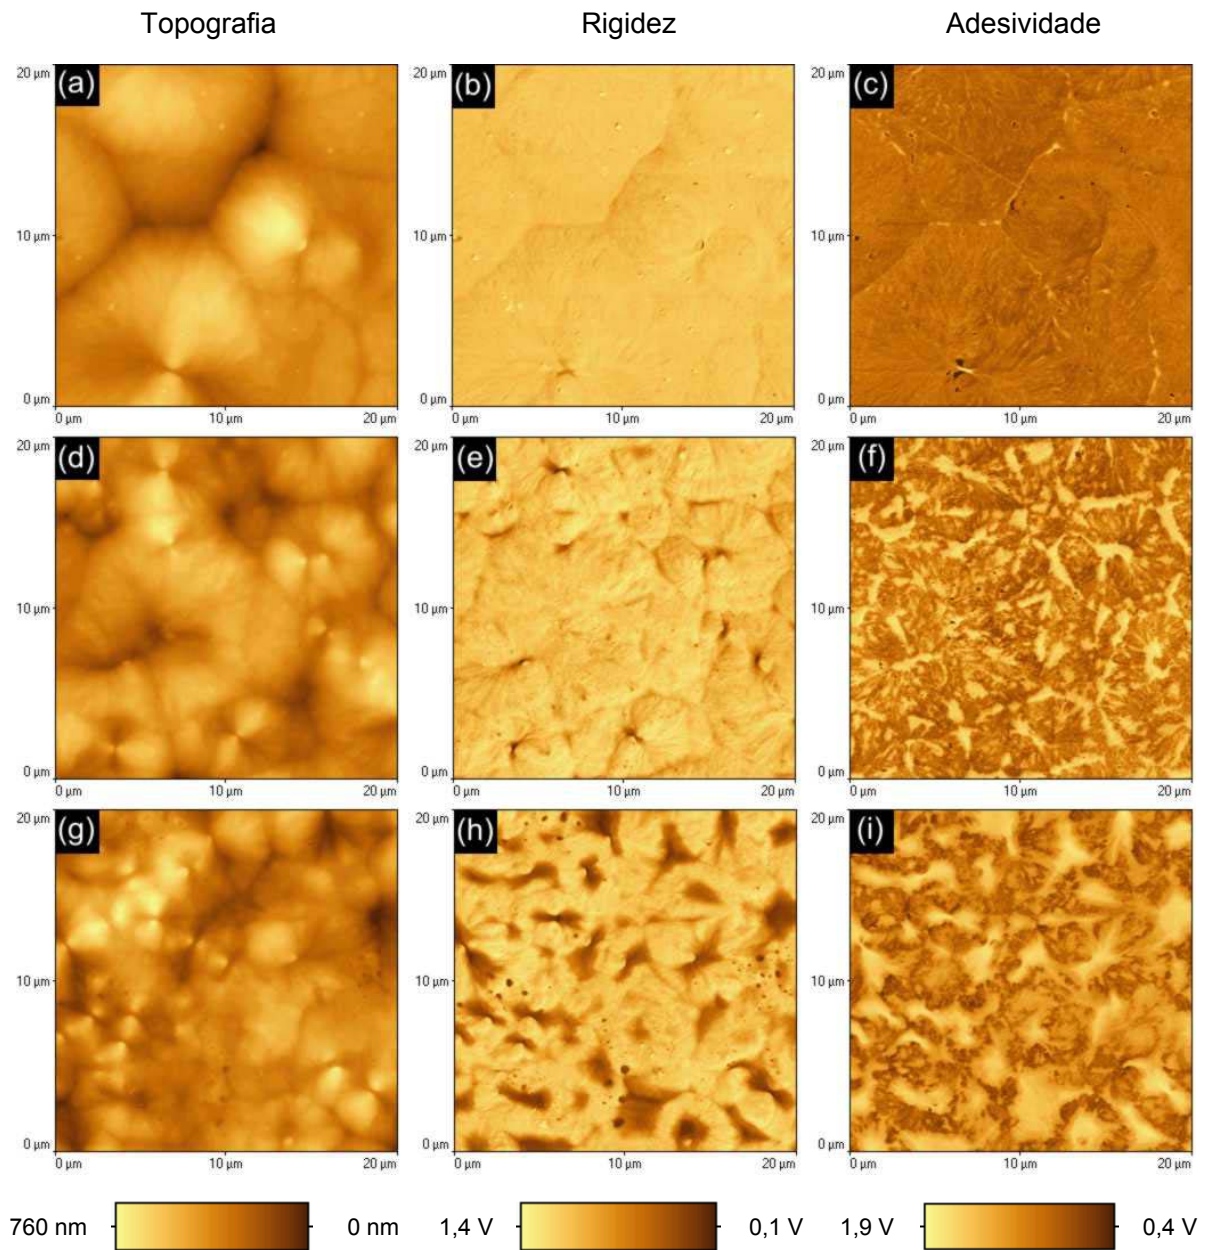 Topografia Rigidez Adesividade
(a) (b) (c)
20 µm 20 µm 20 µm
10 µm 10 µm 10 µm
0 µm 0 µm 0 µm
0 µm 10 µm 20 µm 0 µm 10 µm 20 µm 0 µm 10 µm 20 µm
(d) (e) (f)
20 µm 20 µm 20 µm
10 µm 10 µm 10 µm
0 µm 0 µm 0 µm
0 µm 10 µm 20 µm 0 µm 10 µm 20 µm 0 µm 10 µm 20 µm
(g) (h) (i)
20 µm 20 µm 20 µm
10 µm 10 µm 10 µm
0 µm 0 µm 0 µm
0 µm 10 µm 20 µm 0 µm 10 µm 20 µm 0 µm 10 µm 20 µm
760 nm 0 nm 1,4 V 0,1 V 1,9 V 0,4 V